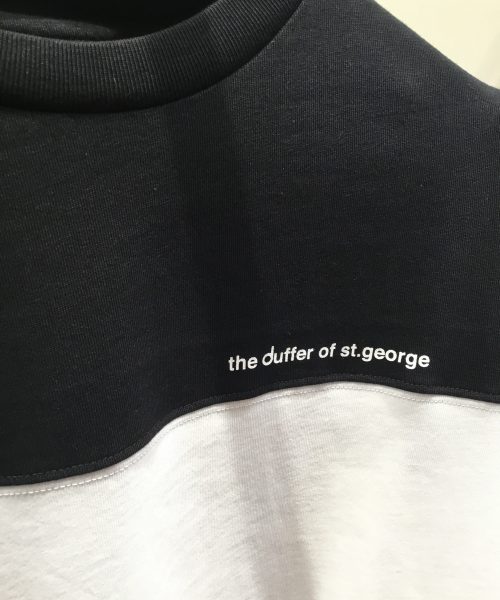 the duffer of st.george